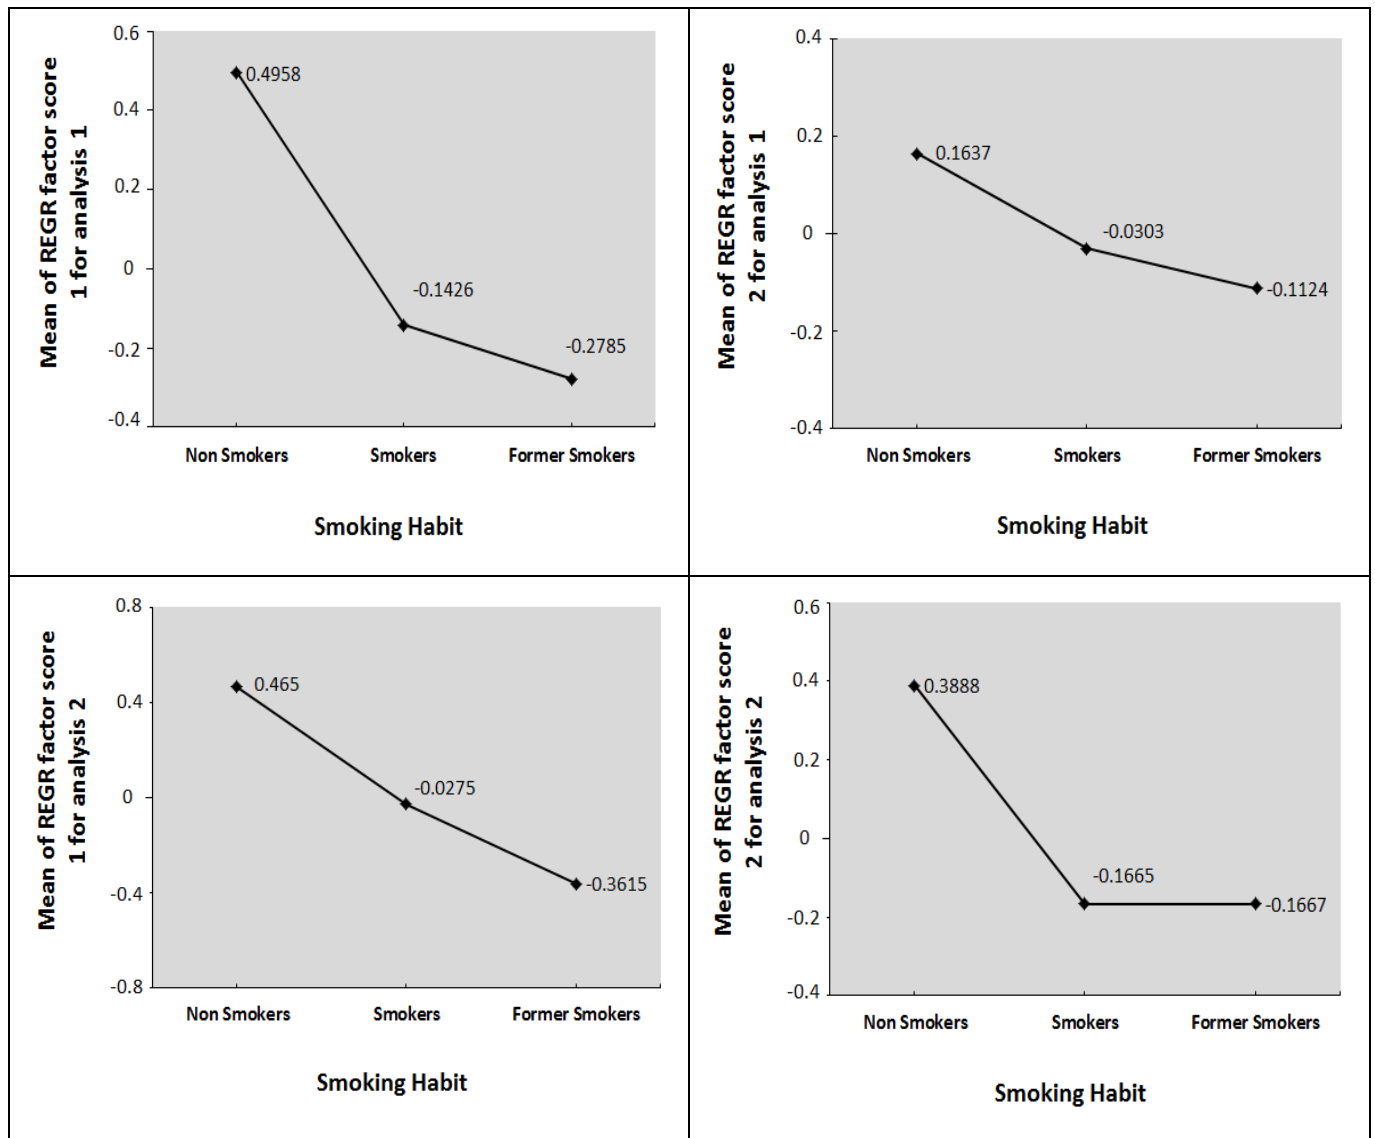 Mean of REGR factor score
1 for analysis 1
0.6
0.4
0.2
0
-0.2
-0.4
0.4958
-0.1426
-0.2785
Non Smokers Smokers Former Smokers
Smoking Habit
Mean of REGR factor score
2 for analysis 1
0.4
0.2
0
-0.2
-0.4
0.1637
-0.0303
-0.1124
Non Smokers Smokers Former Smokers
Smoking Habit
Mean of REGR factor score
1 for analysis 2
0.8
0.4
0
-0.4
-0.8
0.465
-0.0275
-0.3615
Non Smokers Smokers Former Smokers
Smoking Habit
Mean of REGR factor score
2 for analysis 2
0.6
0.4
0.2
0
-0.2
-0.4
0.3888
-0.1665
-0.1667
Non Smokers Smokers Former Smokers
Smoking Habit